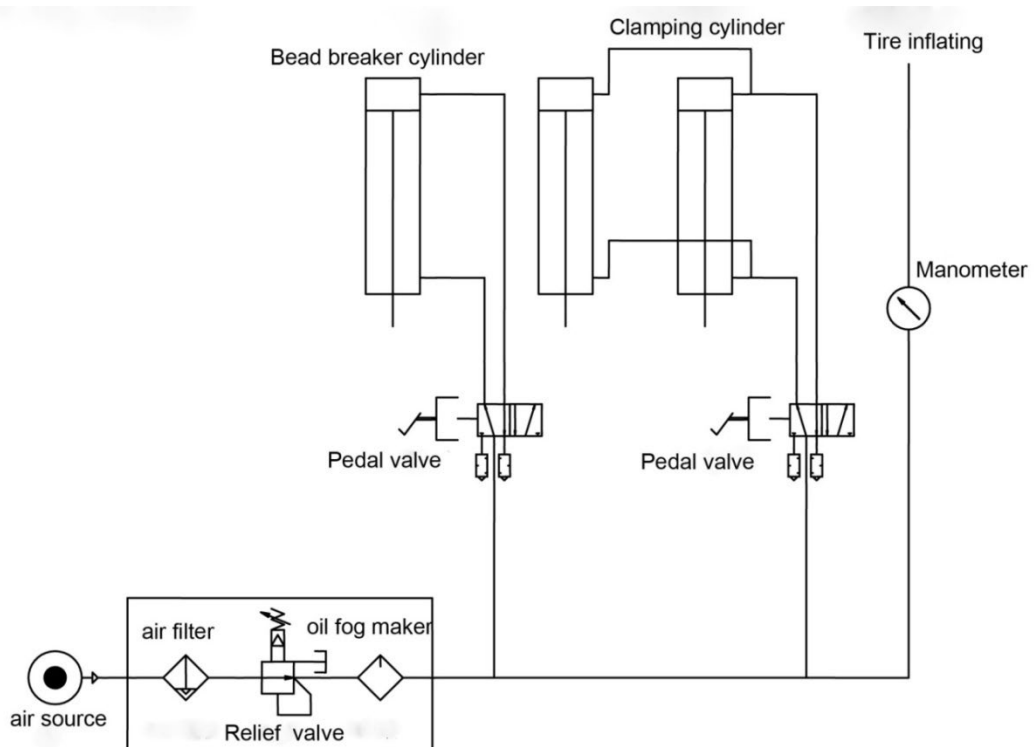 Clamping cylinder
Tire inflating
Bead breaker cylinder
Manometer
Pedal valve
Pedal valve
air filter
oil fog maker
air source
Relief valve